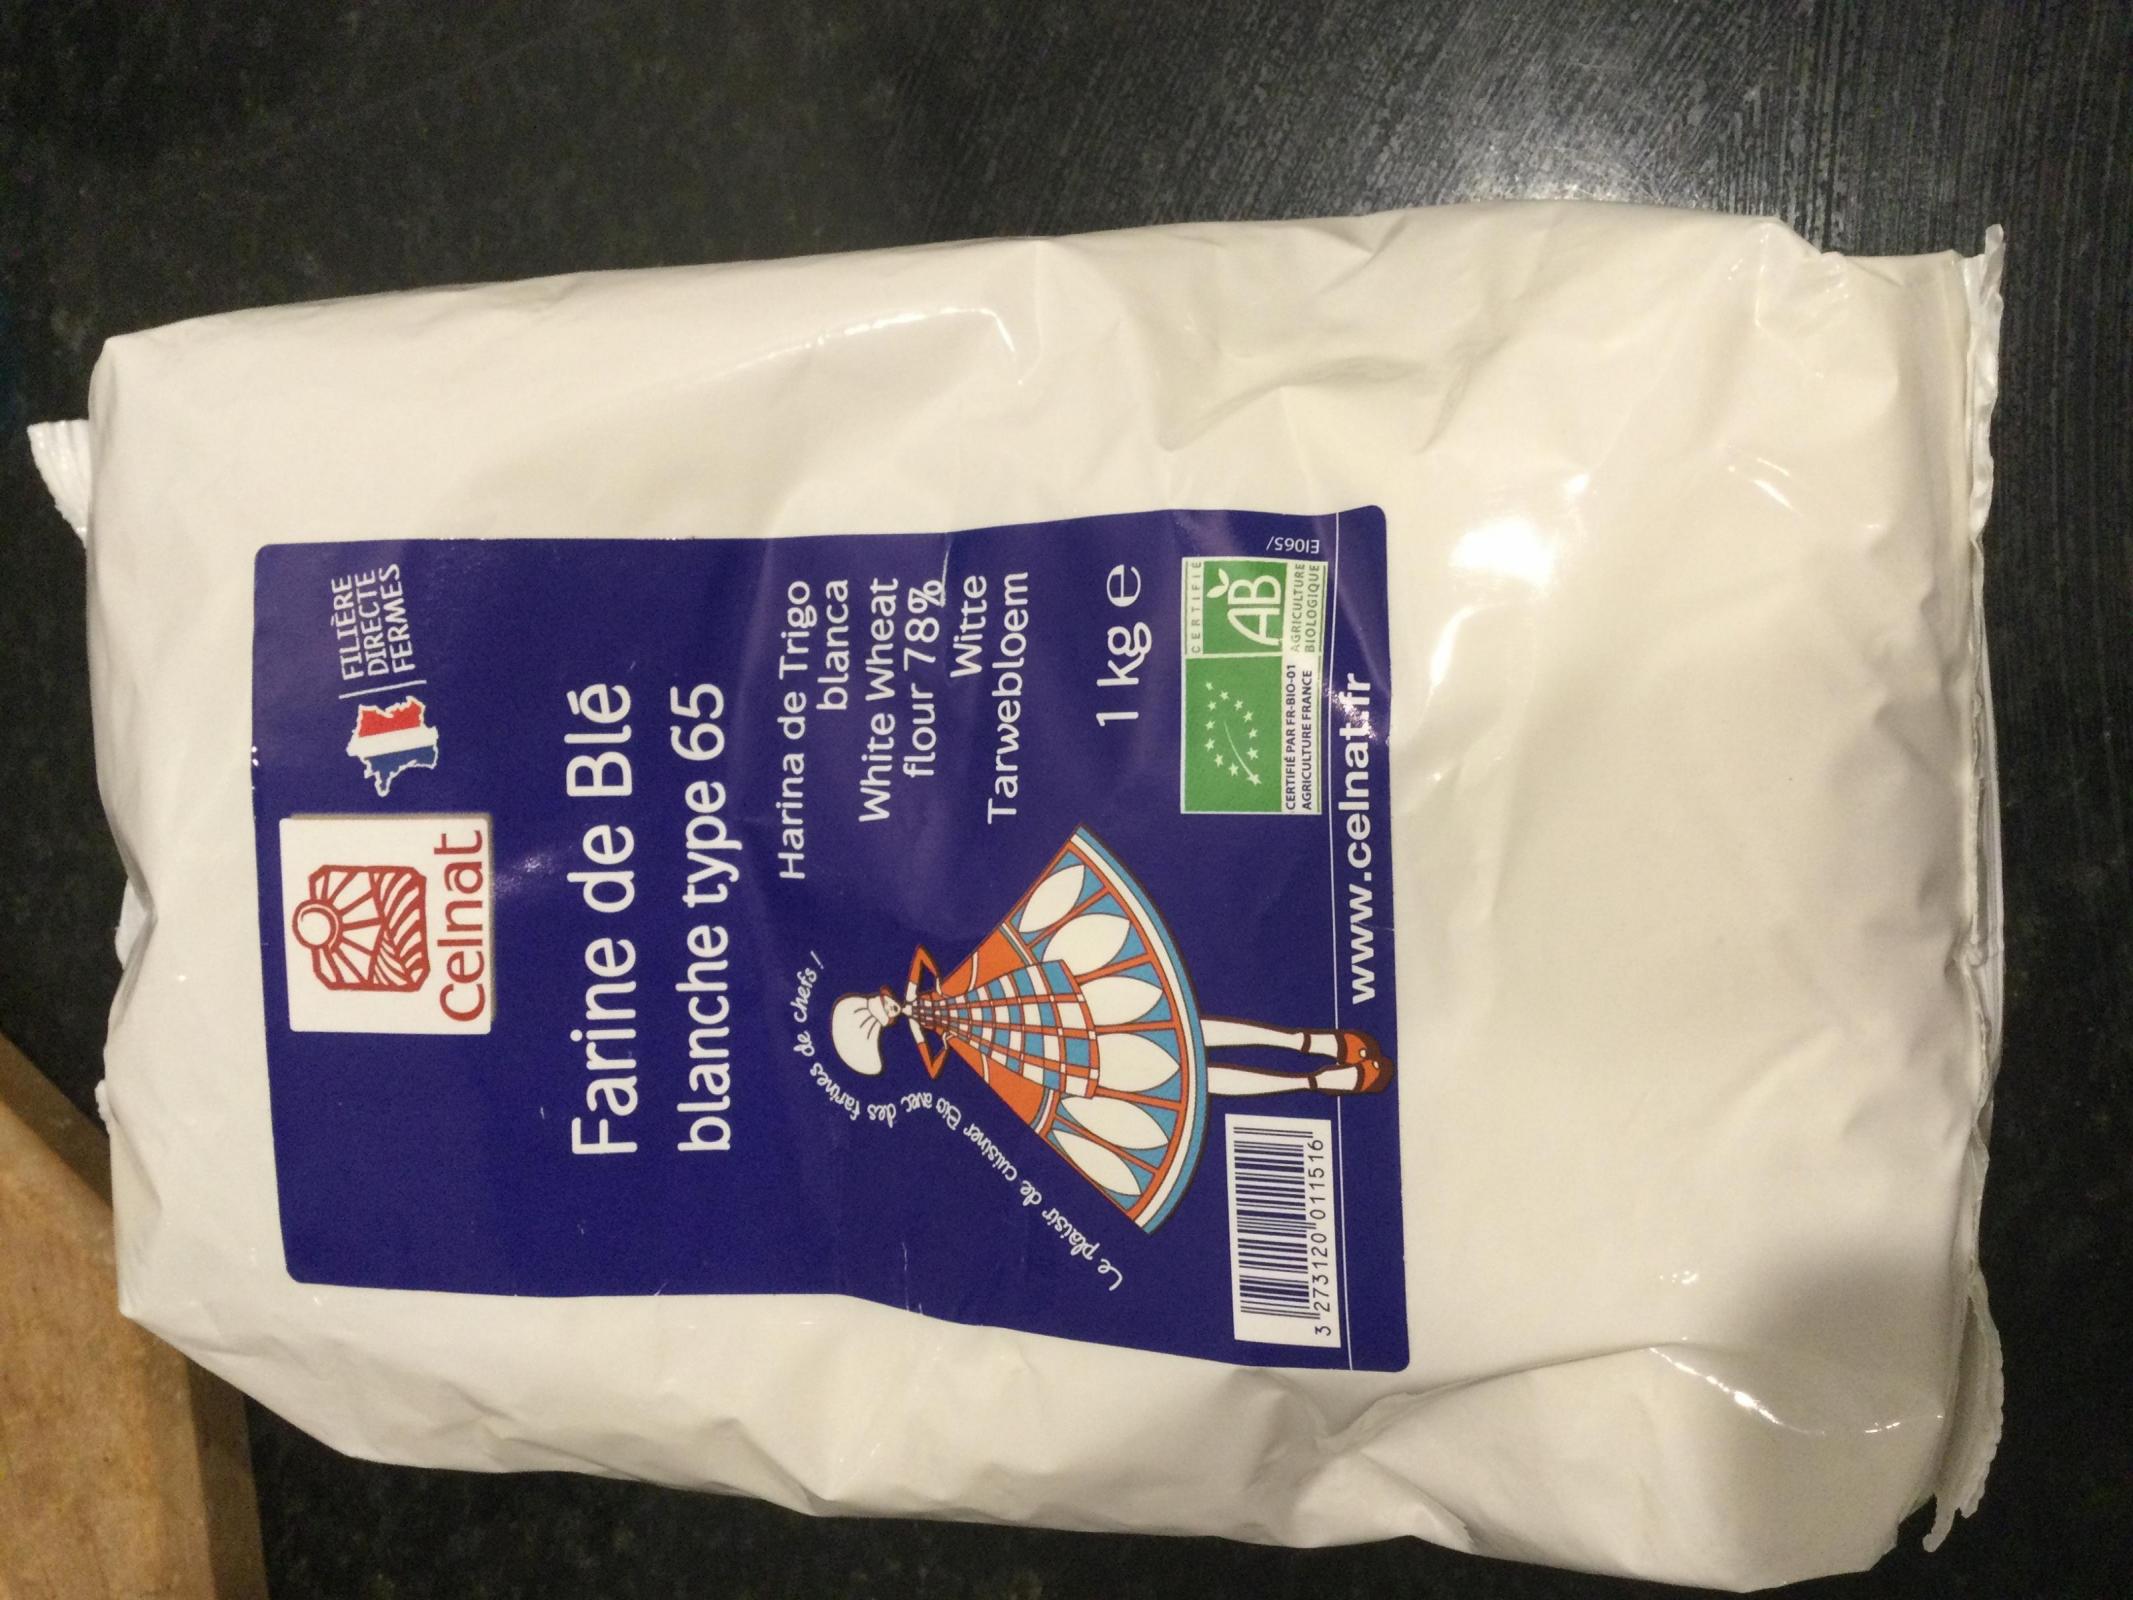 celnat
FILIÈRE
DIRECTE
FERMES
Farine de Blé
blanche type 65
Harina de Trigo
blanca
White Wheat
flour 78%
Witte
Tarwebloem
1 kg e
Le plaisir de cuisiner Bio avec des farines de chefs !
CERTIFIÉ
AB
AGRICULTURE
BIOLOGIQUE
CERTIFIÉ PAR FR-BIO-01
AGRICULTURE FRANCE
EI065/
3 273120 011516
www.celnat.fr